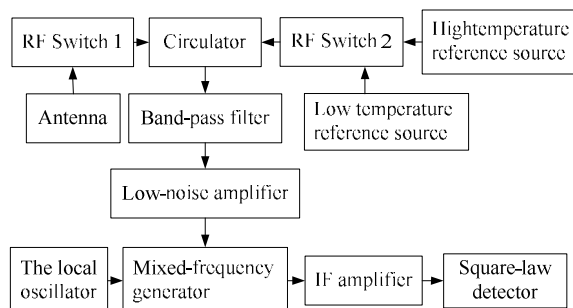 RF Switch 1
Circulator
RF Switch 2
Hightemperature
reference source
Antenna
Band-pass filter
Low temperature
reference source
Low-noise amplifier
The local
oscillator
Mixed-frequency
generator
IF amplifier
Square-law
detector